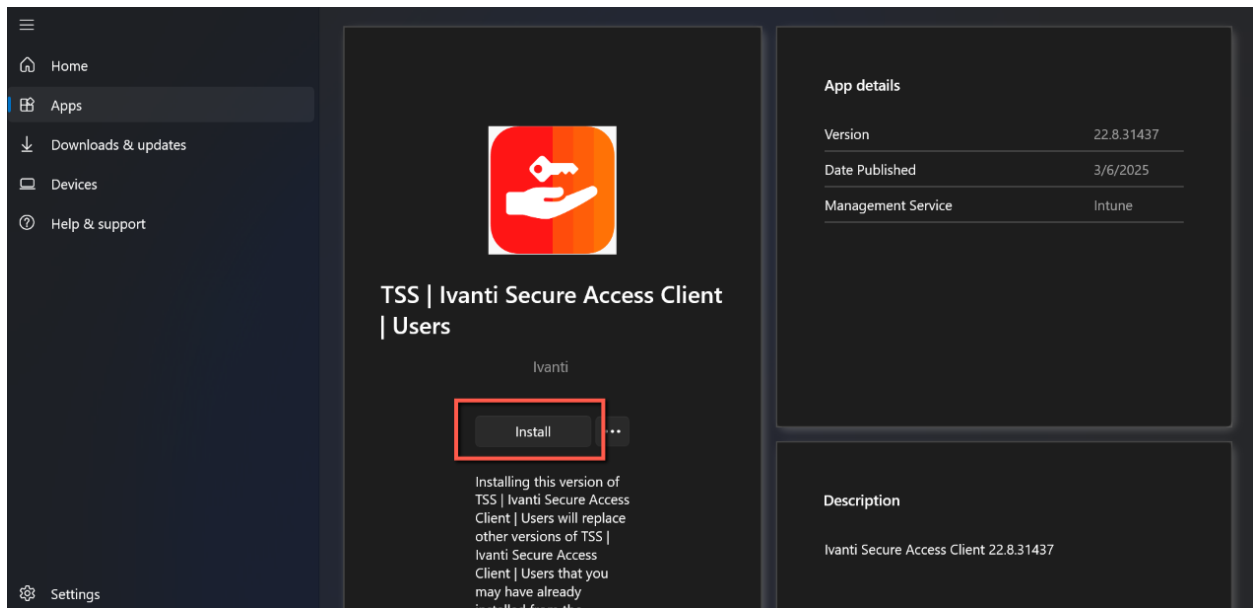 Home
Apps
Downloads & updates
Devices
Help & support
Settings
TSS | Ivanti Secure Access Client
| Users
Ivanti
Install
Installing this version of
TSS | Ivanti Secure Access
Client | Users will replace
other versions of TSS |
Ivanti Secure Access
Client | Users that you
may have already
installed from the
App details
Version 22.8.31437
Date Published 3/6/2025
Management Service Intune
Description
Ivanti Secure Access Client 22.8.31437